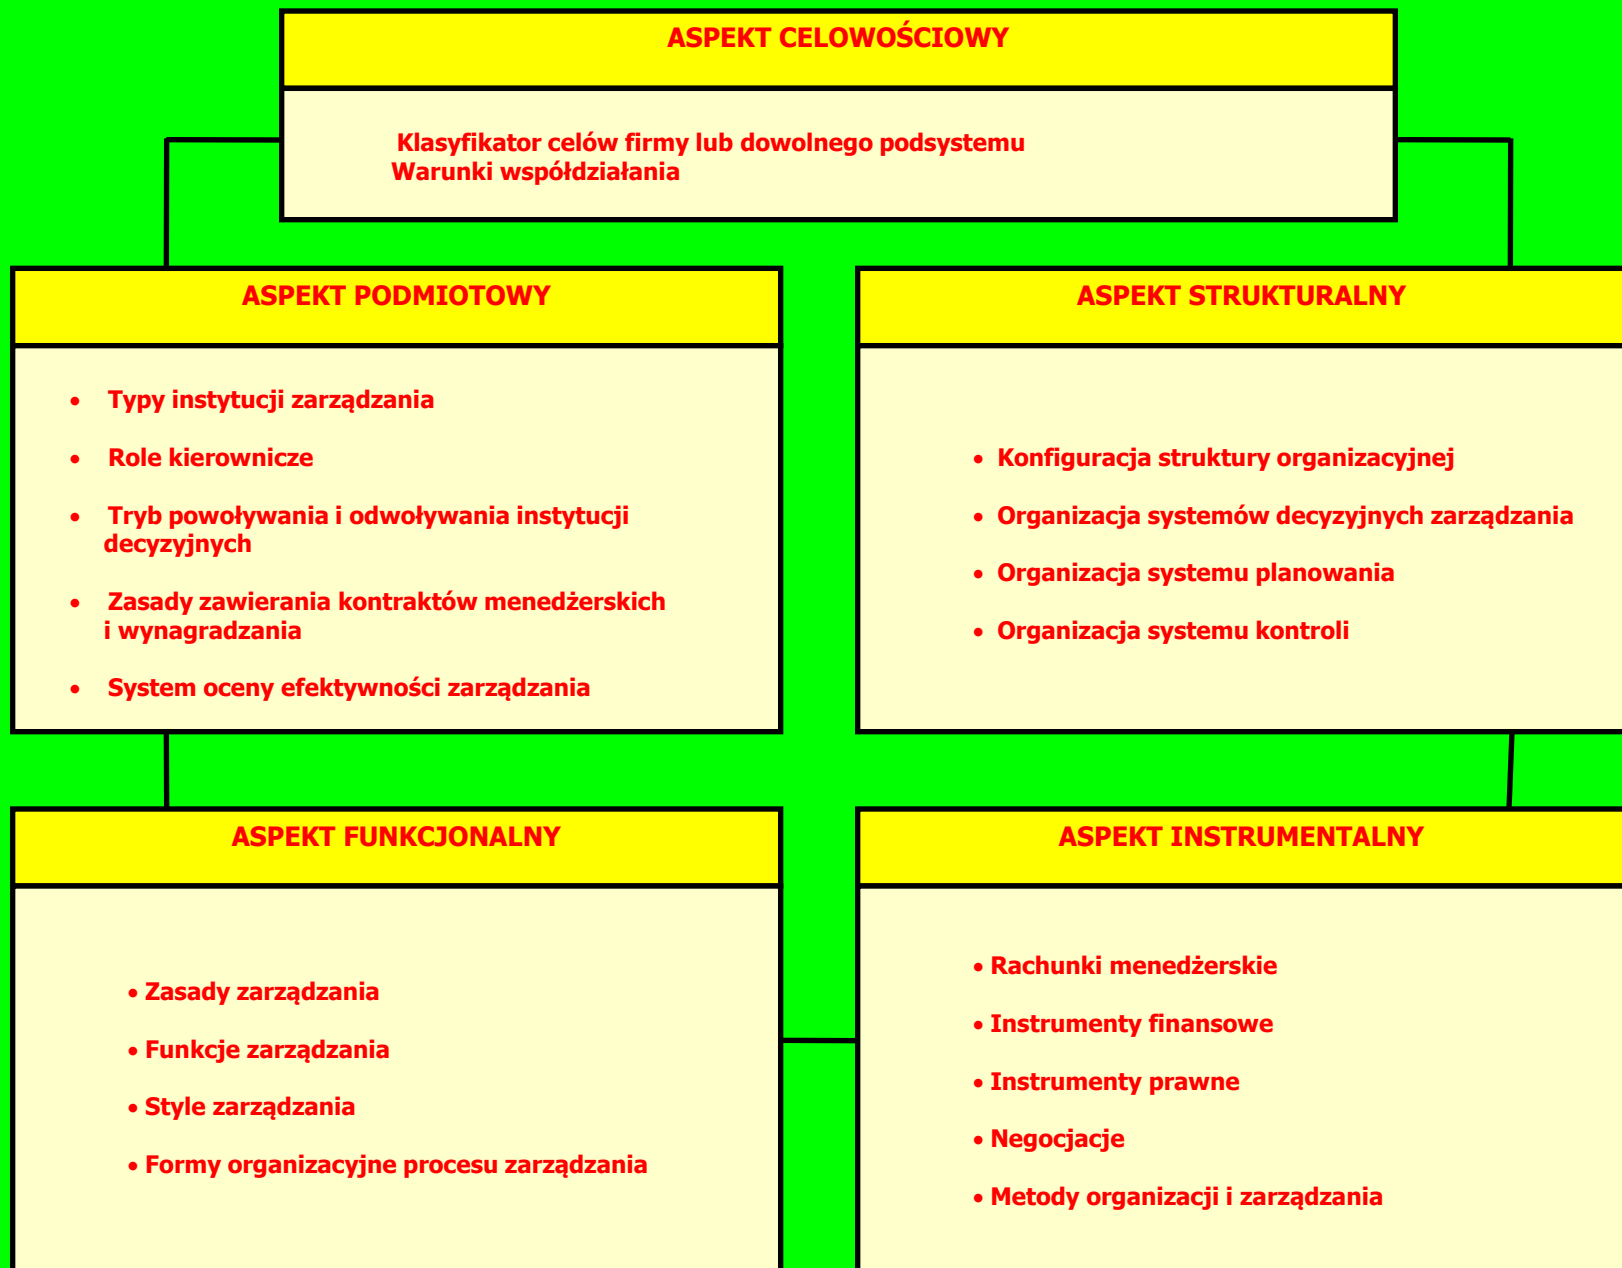 ASPEKT CELOWOŚCIOWY
Klasyfikator celów firmy lub dowolnego podsystemu
Warunki współdziałania
ASPEKT PODMIOTOWY
• Typy instytucji zarządzania
• Role kierownicze
• Tryb powoływania i odwoływania instytucji
decyzyjnych
• Zasady zawierania kontraktów menedżerskich
i wynagradzania
• System oceny efektywności zarządzania
ASPEKT STRUKTURALNY
• Konfiguracja struktury organizacyjnej
• Organizacja systemów decyzyjnych zarządzania
• Organizacja systemu planowania
• Organizacja systemu kontroli
ASPEKT FUNKCJONALNY
• Zasady zarządzania
• Funkcje zarządzania
• Style zarządzania
• Formy organizacyjne procesu zarządzania
ASPEKT INSTRUMENTALNY
• Rachunki menedżerskie
• Instrumenty finansowe
• Instrumenty prawne
• Negocjacje
• Metody organizacji i zarządzania